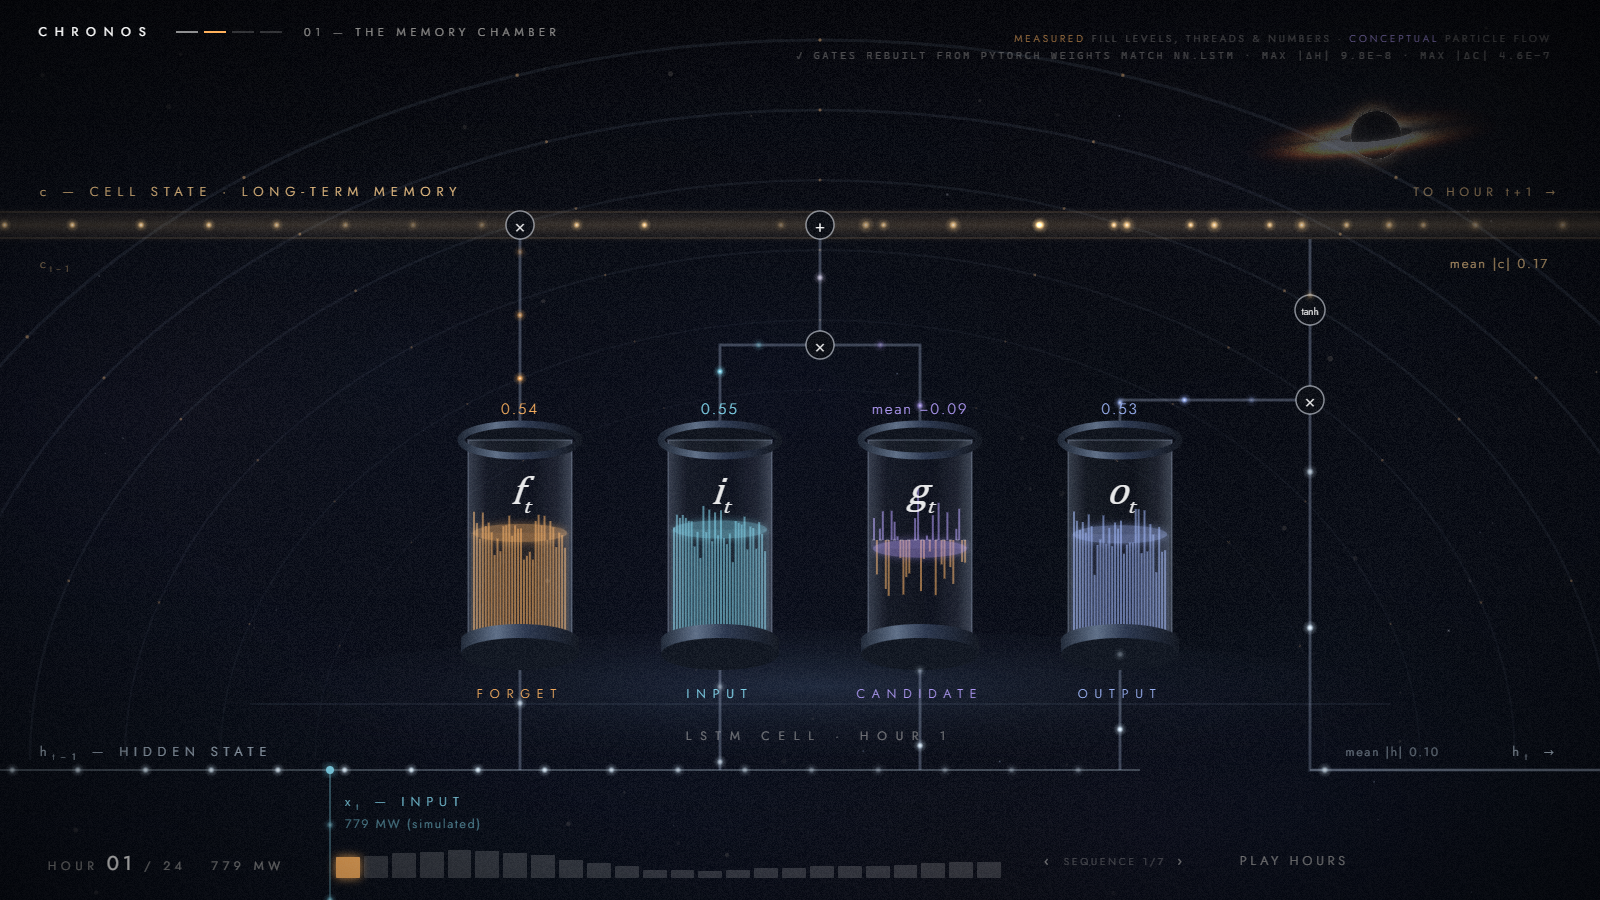 CHRONOS
01 — THE MEMORY CHAMBER
MEASURED FILL LEVELS, THRESHOLDS & NUMBERS · CONCEPTUAL PARTICLE FLOW
✓ GATES REBUILT FROM PYTORCH WEIGHTS MATCH NN.LSTM · MAX |ΔH| 9.8E−8 · MAX |ΔC| 4.6E−7
c — CELL STATE · LONG-TERM MEMORY
TO HOUR t+1 →
×
+
c t−1
mean |c| 0.17
tanh
×
×
0.54
0.55
mean −0.09
0.53
f t
i t
g t
o t
FORGET
INPUT
CANDIDATE
OUTPUT
LSTM CELL · HOUR 1
h t−1 — HIDDEN STATE
mean |h| 0.10
h t →
x t — INPUT
779 MW (simulated)
HOUR 01 / 24 779 MW
‹ SEQUENCE 1/7 ›
PLAY HOURS